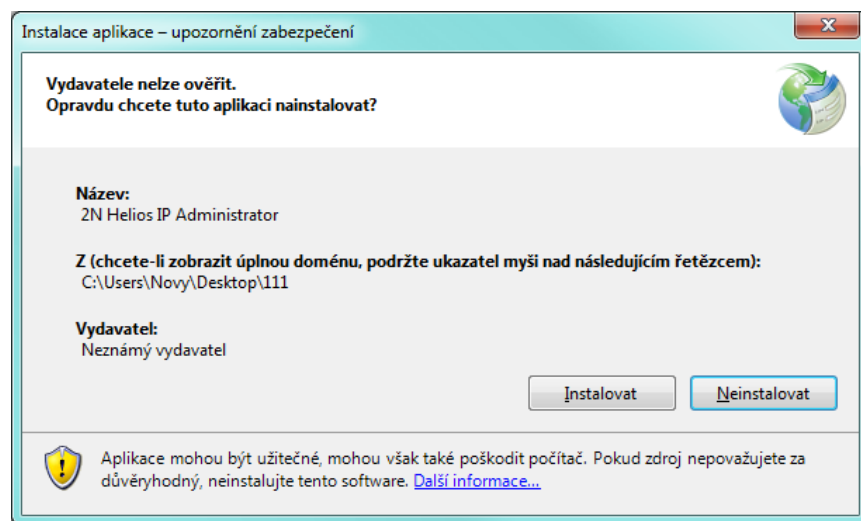 Instalace aplikace – upozornění zabezpečení
Vydavatele nelze ověřit.
Opravdu chcete tuto aplikaci nainstalovat?
Název:
2N Helios IP Administrator
Z (chcete-li zobrazit úplnou doménu, podržte ukazatel myši nad následujícím řetězcem):
C:\Users\Novy\Desktop\111
Vydavatel:
Neznámý vydavatel
Instalovat
Neinstalovat
Aplikace mohou být užitečné, mohou však také poškodit počítač. Pokud zdroj nepovažujete za
důvěryhodný, neinstalujte tento software. Další informace...